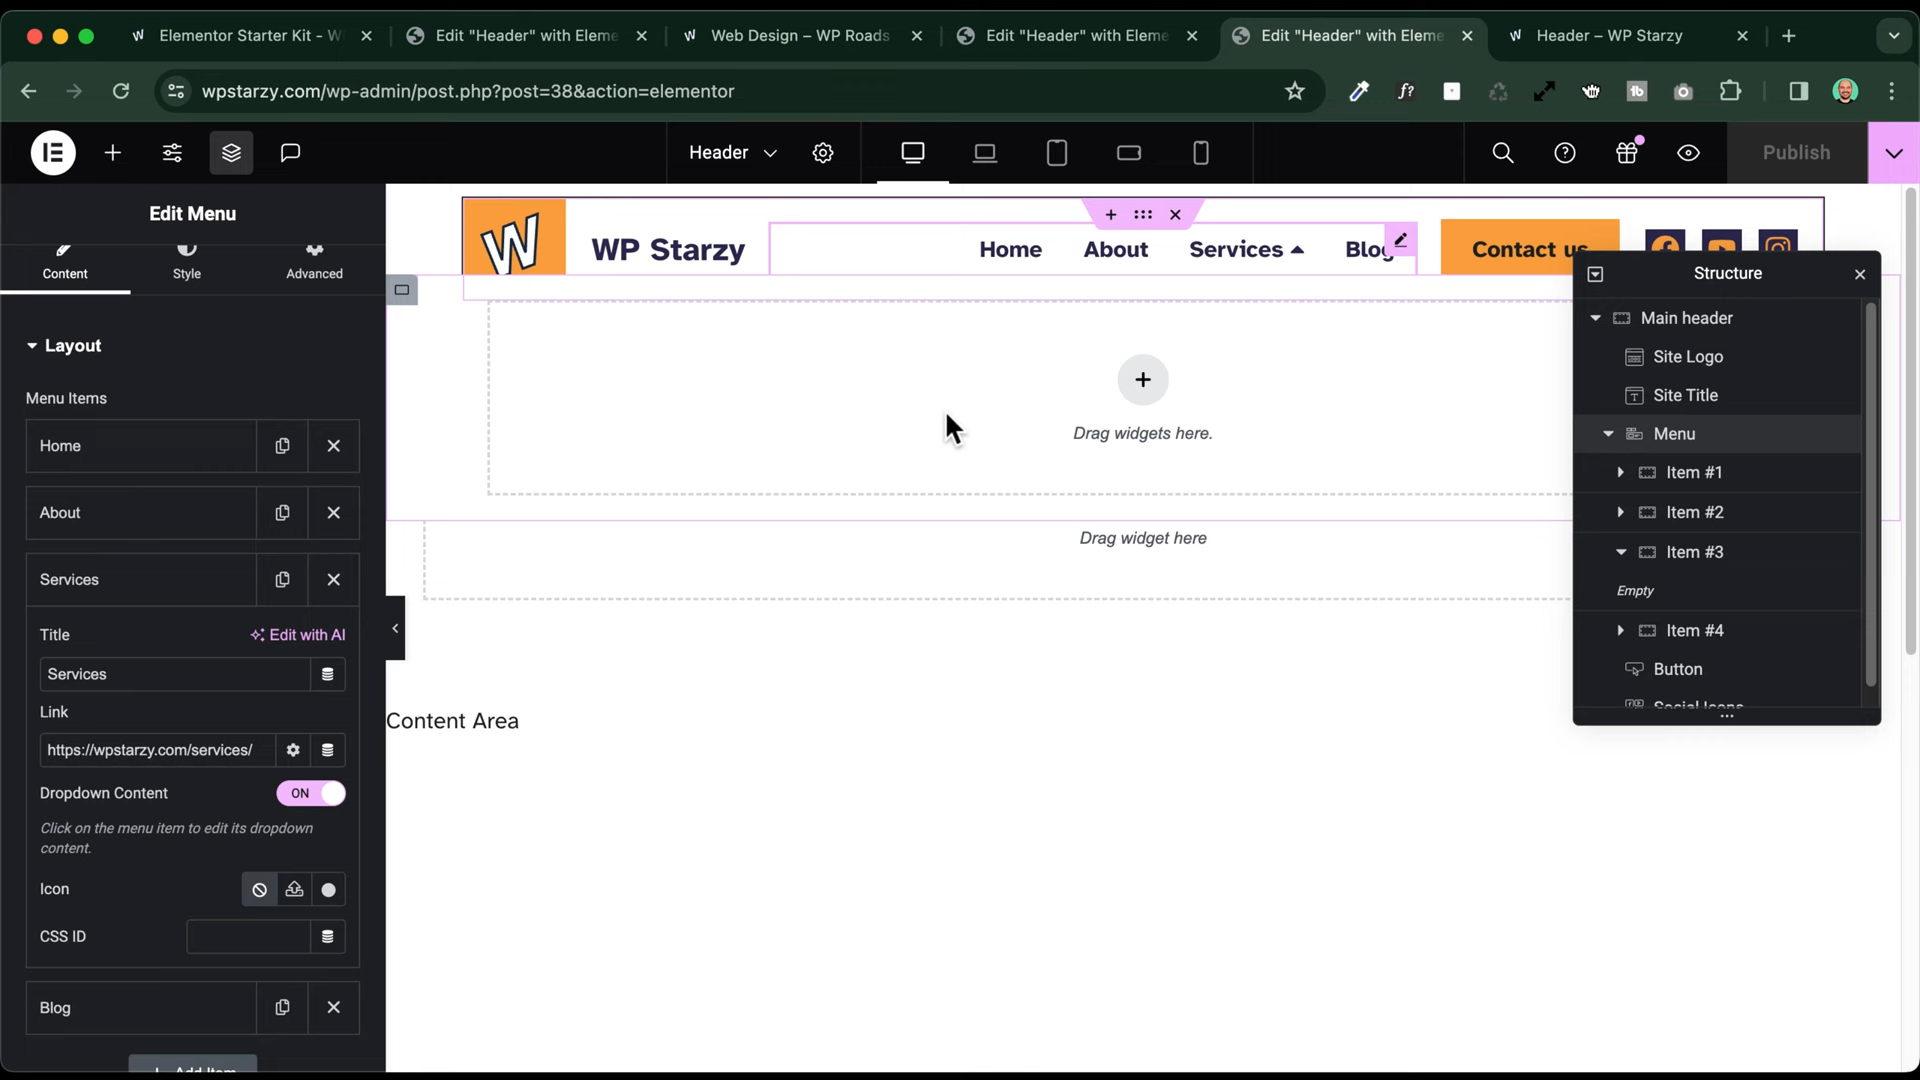 Elementor Starter Kit - W
Edit "Header" with Eleme
Web Design – WP Roads
Edit "Header" with Eleme
Edit "Header" with Eleme
Header – WP Starzy
wpstarzy.com/wp-admin/post.php?post=38&action=elementor
Header
Publish
Edit Menu
Content
Style
Advanced
Layout
Menu Items
Home
About
Services
Title
Edit with AI
Services
Link
https://wpstarzy.com/services/
Dropdown Content
ON
Click on the menu item to edit its dropdown
content.
Icon
CSS ID
Blog
Add Item
W
WP Starzy
Home
About
Services
Blog
Contact us
Drag widgets here.
Drag widget here
Content Area
Structure
Main header
Site Logo
Site Title
Menu
Item #1
Item #2
Item #3
Empty
Item #4
Button
Social Icons